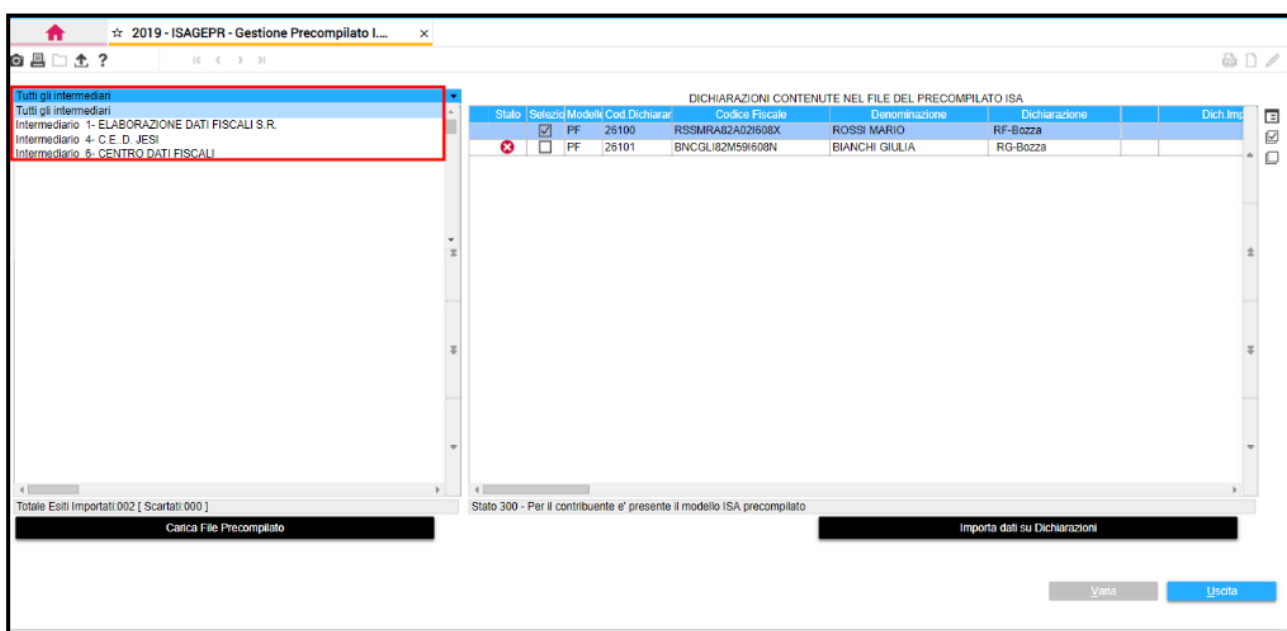 ☆ 2019 - ISAGEPR - Gestione Precompilato I.... ×
?
Tutti gli intermediari
Tutti gli intermediari
Intermediario 1- ELABORAZIONE DATI FISCALI S.R.
Intermediario 4- C.E..D. JESI
Intermediario 6- CENTRO DATI FISCALI
DICHIARAZIONI CONTENUTE NEL FILE DEL PRECOMPILATO ISA
Stato Selezio Modello Cod.Dichiarar Codice Fiscale Denominazione Dichiarazione Dich.Imp
PF 26100 RSSMRA82A02I608X ROSSI MARIO RF-Bozza
PF 26101 BNCGLI82M59I608N BIANCHI GIULIA RG-Bozza
Totale Esiti Importati:002 [ Scartati:000 ]
Stato 300 - Per il contribuente e' presente il modello ISA precompilato
Carica File Precompilato
Importa dati su Dichiarazioni
Varia
Uscita